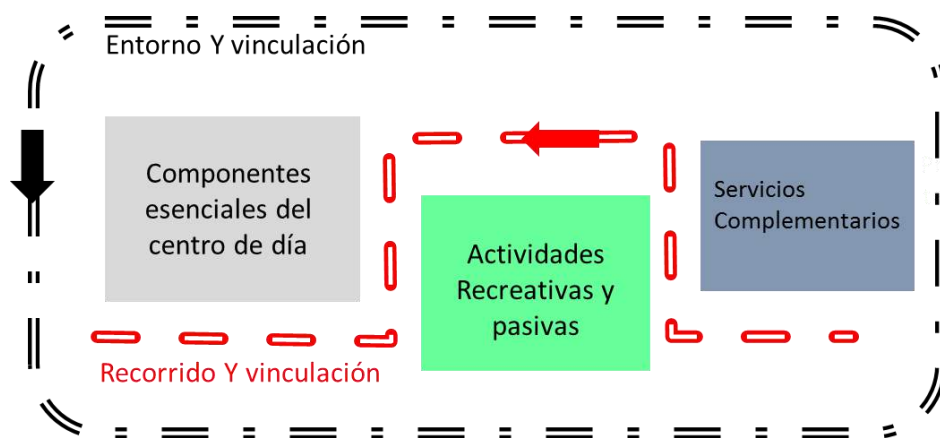 Entorno Y vinculación
Componentes
esenciales del
centro de día
Actividades
Recreativas y
pasivas
Servicios
Complementarios
Recorrido Y vinculación